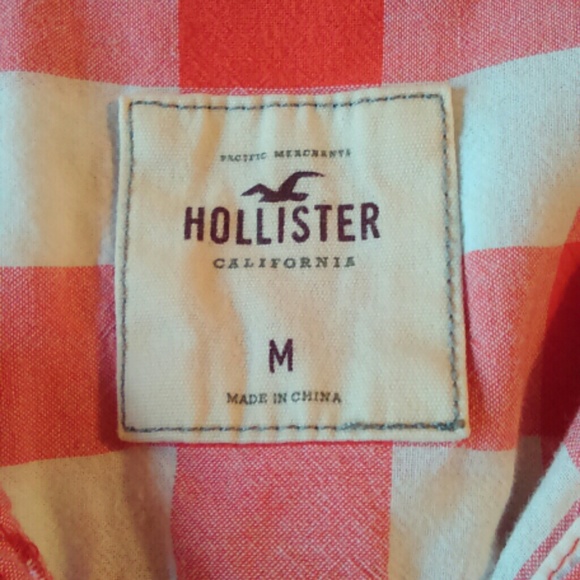 PACIFIC MERCHANTS
HOLLISTER
CALIFORNIA
M
MADE IN CHINA